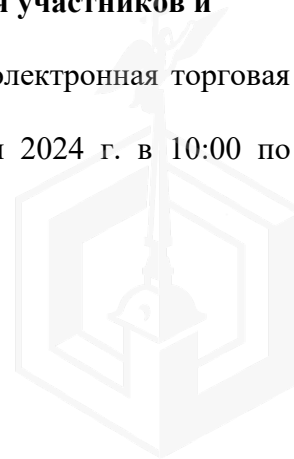 участников и
электронная торговая
2024 г. в 10:00 по